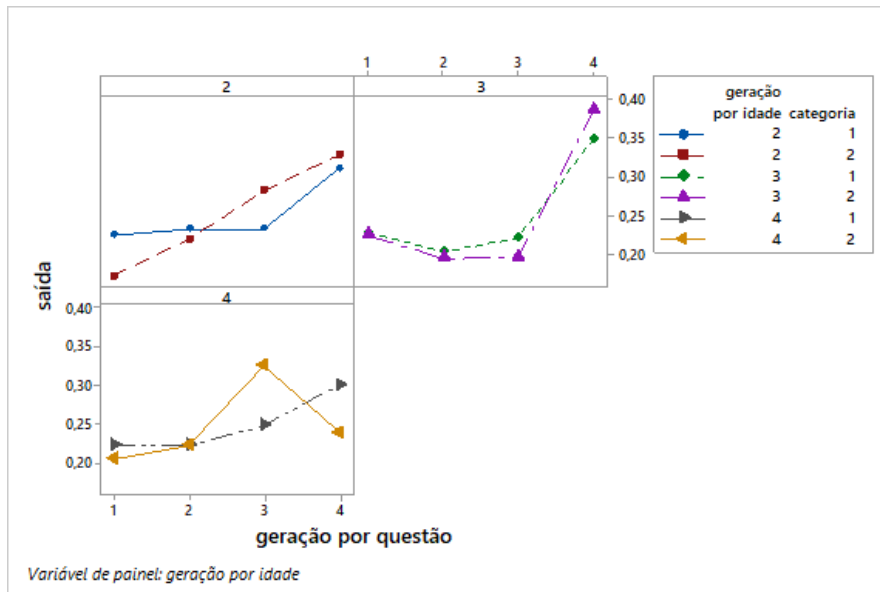 1 2 3 4
2 3
0,40
0,35
0,30
0,25
0,20
geração
por idade categoria
2 1
2 2
3 1
3 2
4 1
4 2
saída
4
0,40
0,35
0,30
0,25
0,20
1 2 3 4
geração por questão
Variável de painel: geração por idade